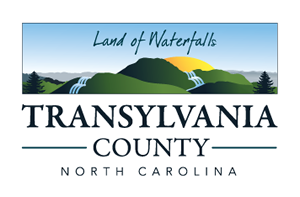 Land of Waterfalls
TRANSYLVANIA
COUNTY
NORTH CAROLINA